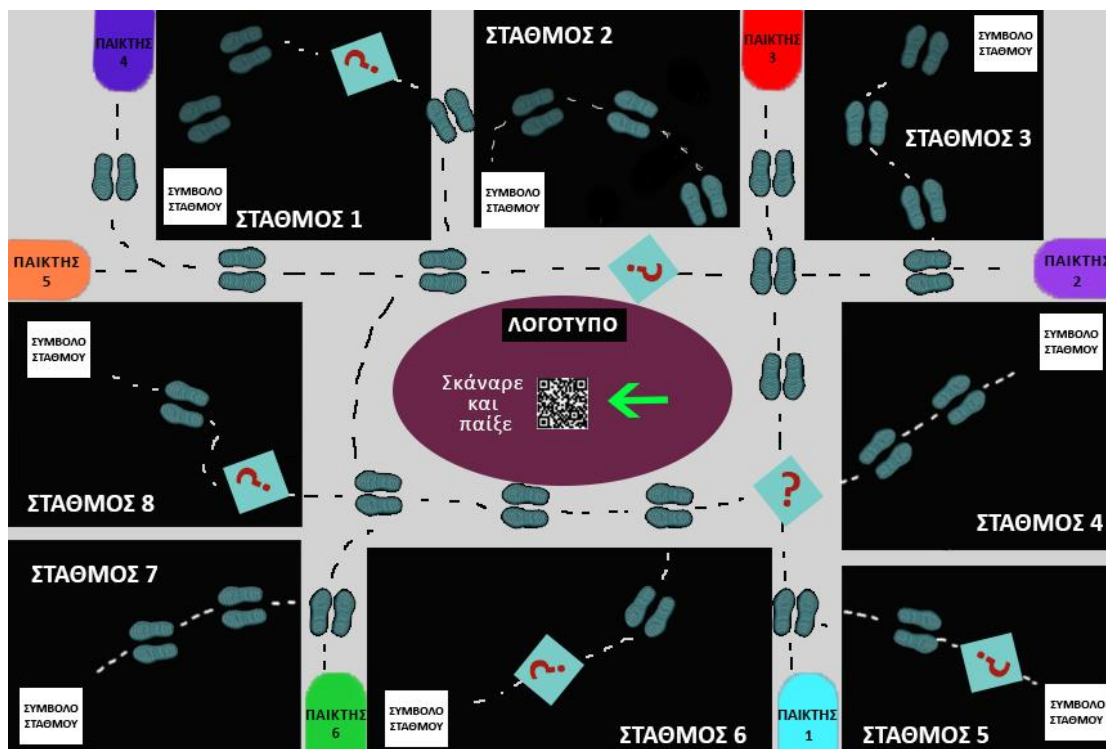 ΠΑΙΚΤΗΣ
4
?
ΣΤΑΘΜΟΣ 2
ΠΑΙΚΤΗΣ
3
ΣΥΜΒΟΛΟ
ΣΤΑΘΜΟΥ
ΣΤΑΘΜΟΣ 3
ΣΥΜΒΟΛΟ
ΣΤΑΘΜΟΥ
ΣΤΑΘΜΟΣ 1
ΣΥΜΒΟΛΟ
ΣΤΑΘΜΟΥ
ΠΑΙΚΤΗΣ
5
?
ΠΑΙΚΤΗΣ
2
ΣΥΜΒΟΛΟ
ΣΤΑΘΜΟΥ
ΛΟΓΟΤΥΠΟ
Σκάναρε
και
παίξε
ΣΥΜΒΟΛΟ
ΣΤΑΘΜΟΥ
ΣΤΑΘΜΟΣ 8
?
?
ΣΤΑΘΜΟΣ 4
ΣΤΑΘΜΟΣ 7
ΣΥΜΒΟΛΟ
ΣΤΑΘΜΟΥ
ΠΑΙΚΤΗΣ
6
?
ΣΥΜΒΟΛΟ
ΣΤΑΘΜΟΥ
ΣΤΑΘΜΟΣ 6
ΠΑΙΚΤΗΣ
1
?
ΣΥΜΒΟΛΟ
ΣΤΑΘΜΟΥ
ΣΤΑΘΜΟΣ 5